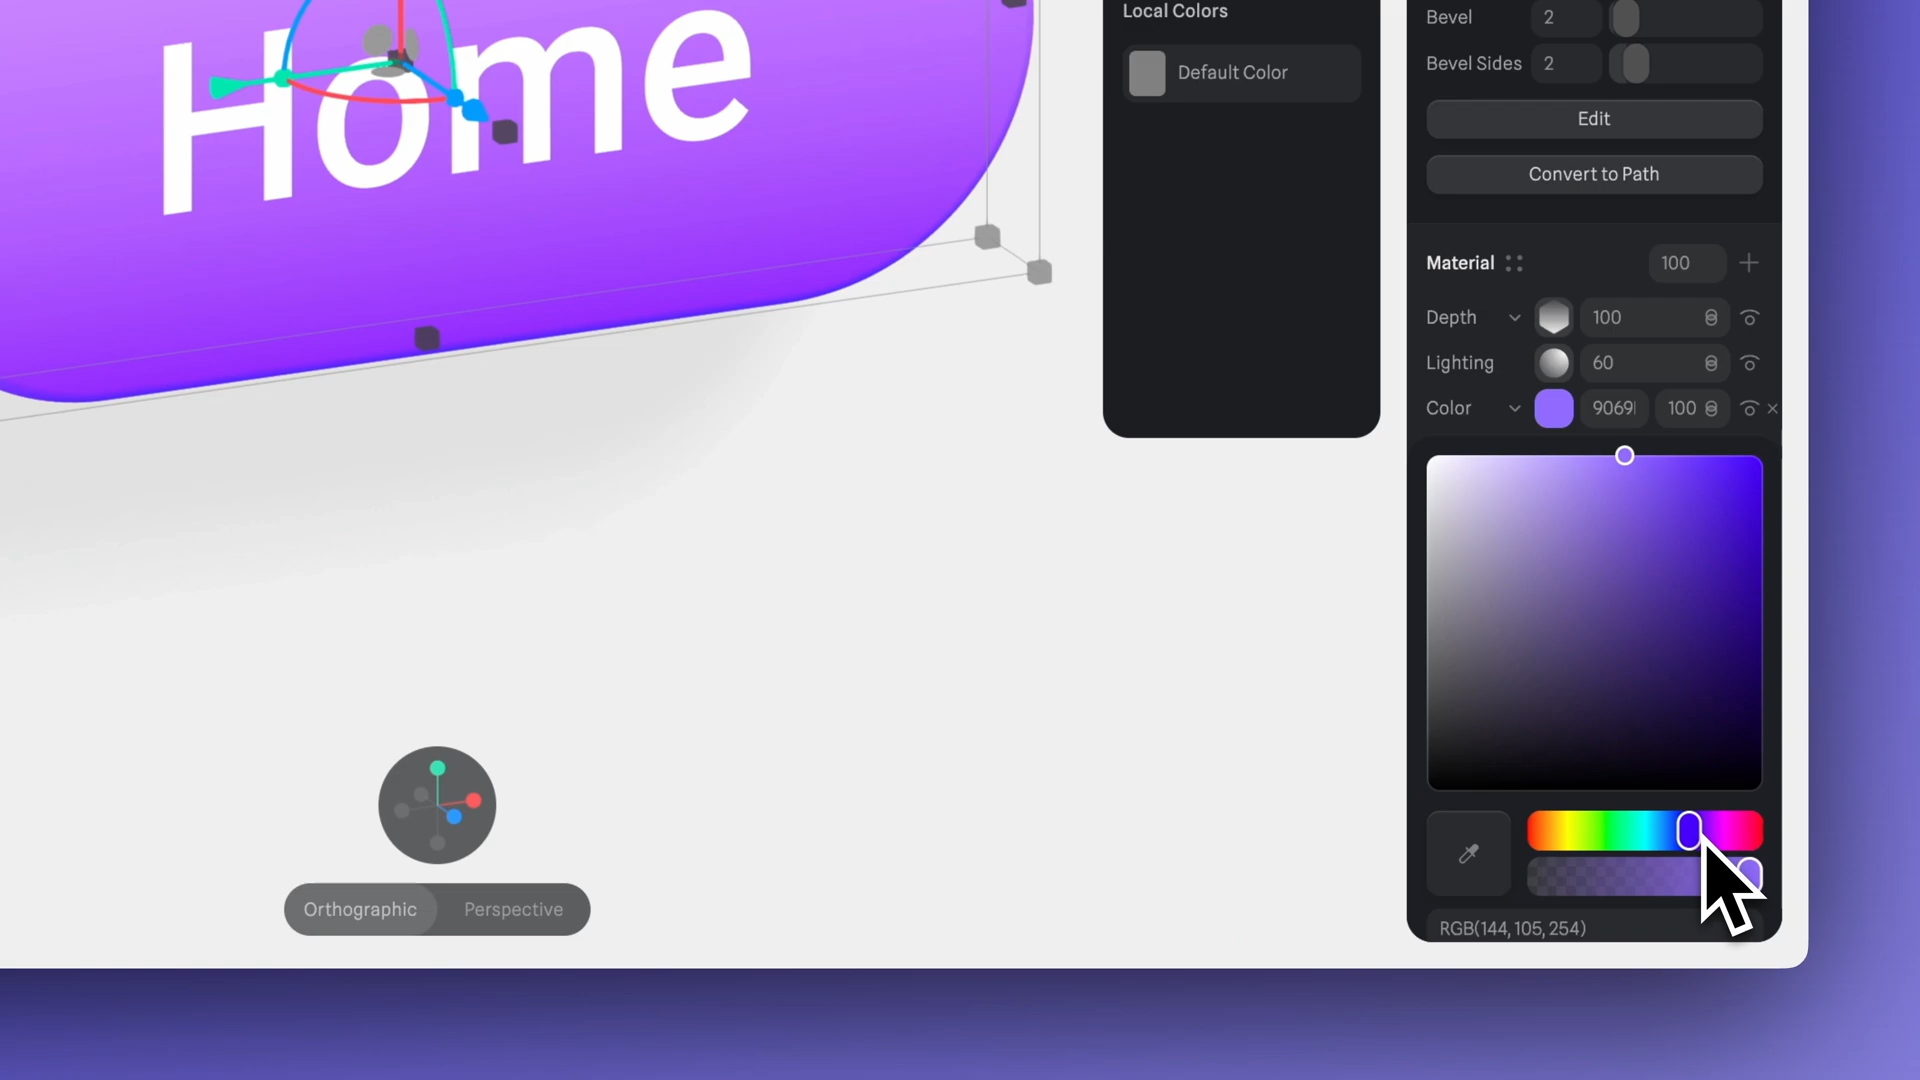 Home
Local Colors
Default Color
Bevel 2
Bevel Sides 2
Edit
Convert to Path
Material 100
Depth 100
Lighting 60
Color 9069 100
RGB(144, 105, 254)
Orthographic Perspective